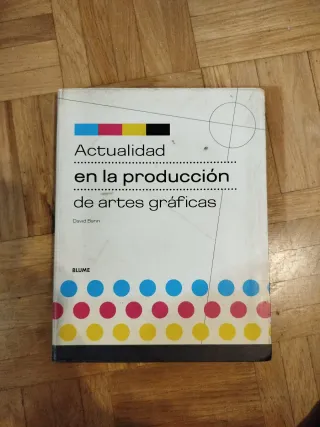 Actualidad
en la producción
de artes gráficas
David Bann
BLUME